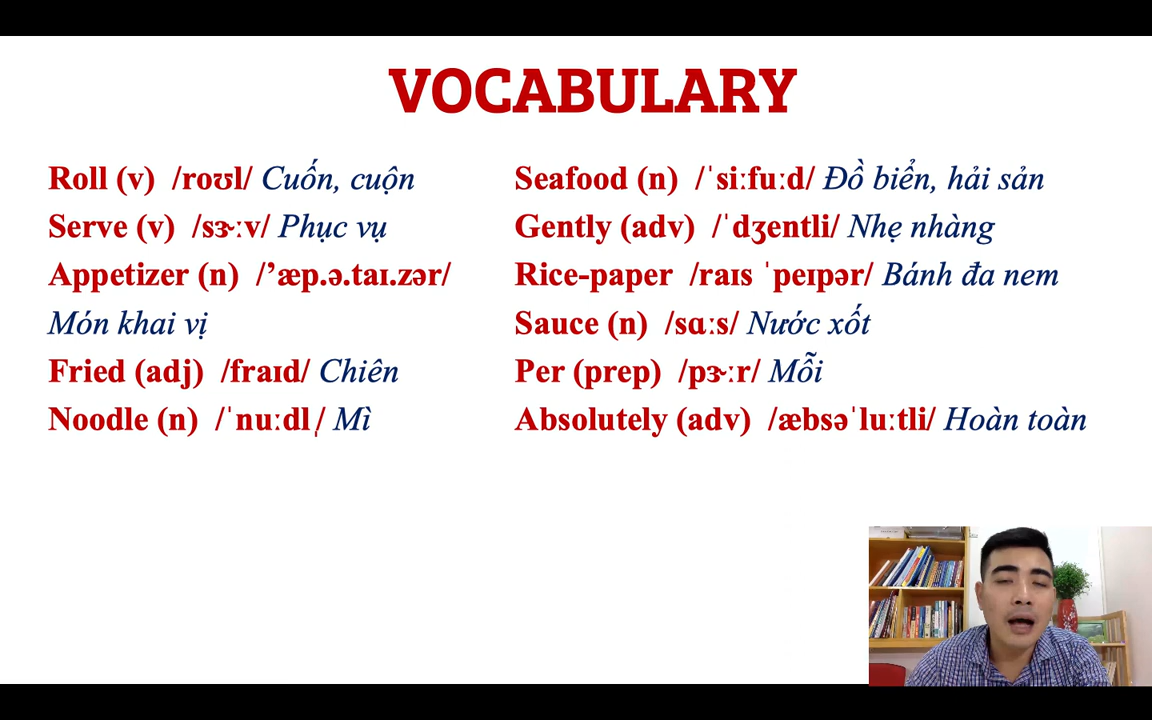 VOCABULARY
Roll (v) /roʊl/ Cuốn, cuộn
Serve (v) /sɝːv/ Phục vụ
Appetizer (n) /’æp.ə.taɪ.zər/
Món khai vị
Fried (adj) /fraɪd/ Chiên
Noodle (n) /ˈnuːdl̩/ Mì
Seafood (n) /ˈsiːfuːd/ Đồ biển, hải sản
Gently (adv) /ˈdʒentli/ Nhẹ nhàng
Rice-paper /raɪs ˈpeɪpər/ Bánh đa nem
Sauce (n) /sɑːs/ Nước xốt
Per (prep) /pɝːr/ Mỗi
Absolutely (adv) /æbsəˈluːtli/ Hoàn toàn